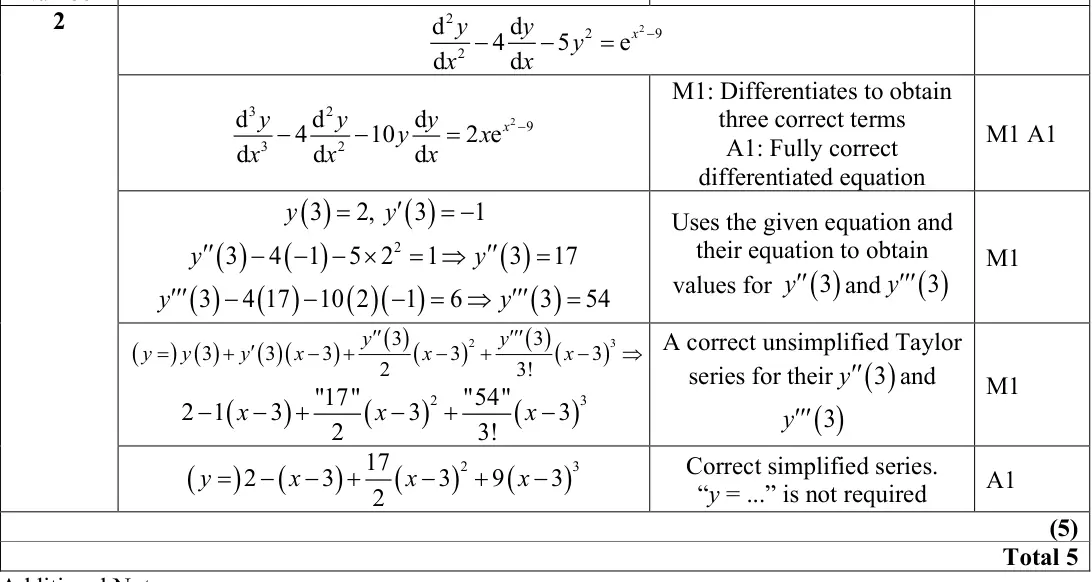 2
d²y/dx² − 4 dy/dx − 5y² = e^(x²−9)
d³y/dx³ − 4 d²y/dx² − 10y dy/dx = 2xe^(x²−9)
M1: Differentiates to obtain
three correct terms
A1: Fully correct
differentiated equation
M1 A1
y(3) = 2, y′(3) = −1
y″(3) − 4(−1) − 5×2² = 1 ⇒ y″(3) = 17
y‴(3) − 4(17) − 10(2)(−1) = 6 ⇒ y‴(3) = 54
Uses the given equation and
their equation to obtain
values for y″(3) and y‴(3)
M1
(y =) y(3) + y′(3)(x−3) + y″(3)/2 (x−3)² + y‴(3)/3! (x−3)³ ⇒
2 − 1(x−3) + "17"/2 (x−3)² + "54"/3! (x−3)³
A correct unsimplified Taylor
series for their y″(3) and
y‴(3)
M1
(y =) 2 − (x−3) + 17/2 (x−3)² + 9(x−3)³
Correct simplified series.
“y = ...” is not required
A1
(5)
Total 5